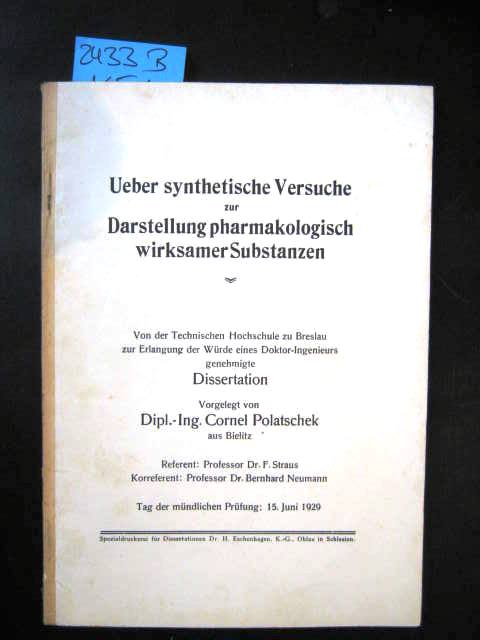 2433 B
Ueber synthetische Versuche
zur
Darstellung pharmakologisch
wirksamer Substanzen
Von der Technischen Hochschule zu Breslau
zur Erlangung der Würde eines Doktor-Ingenieurs
genehmigte
Dissertation
Vorgelegt von
Dipl.-Ing. Cornel Polatschek
aus Bielitz
Referent: Professor Dr. F. Straus
Korreferent: Professor Dr. Bernhard Neumann
Tag der mündlichen Prüfung: 15. Juni 1929
Spezialdruckerei für Dissertationen Dr. H. Eschenhagen, K.-G., Ohlau in Schlesien.